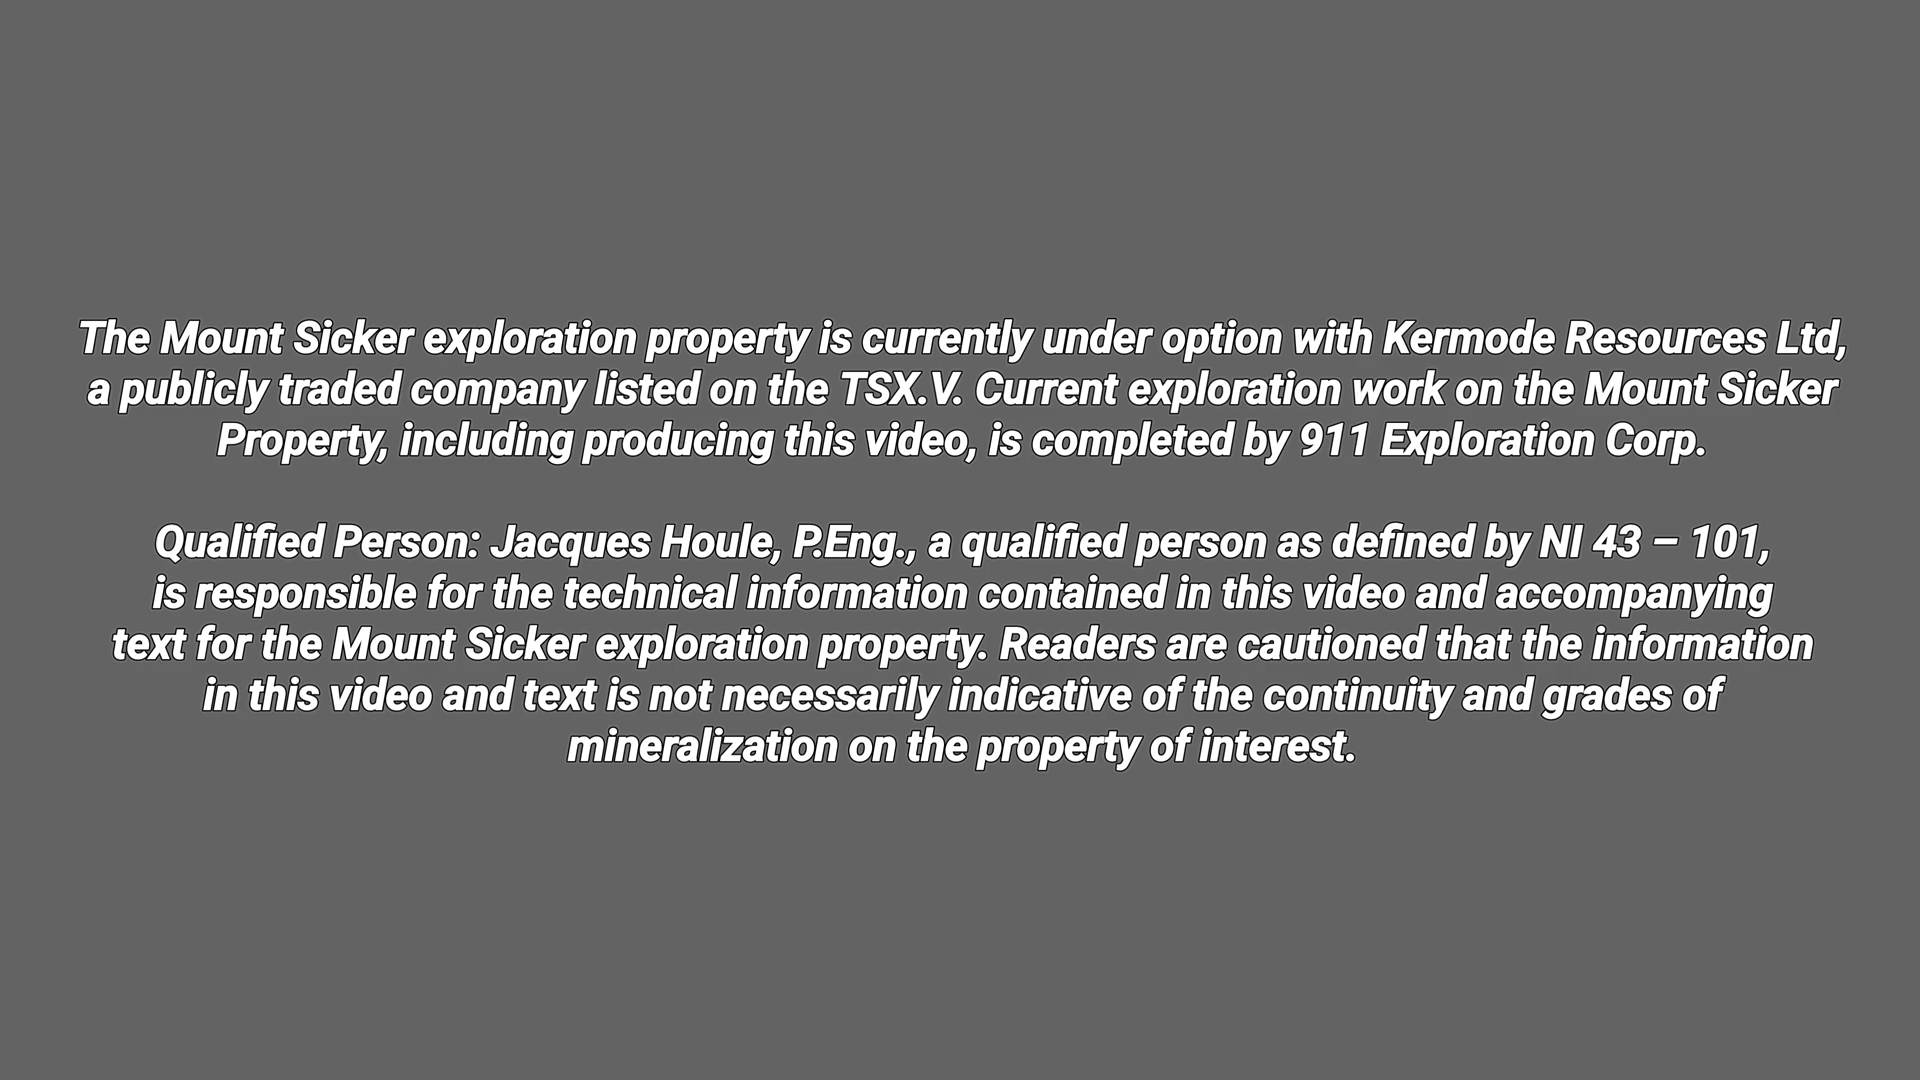 The Mount Sicker exploration property is currently under option with Kermode Resources Ltd,
a publicly traded company listed on the TSX.V. Current exploration work on the Mount Sicker
Property, including producing this video, is completed by 911 Exploration Corp.
Qualified Person: Jacques Houle, P.Eng., a qualified person as defined by NI 43 – 101,
is responsible for the technical information contained in this video and accompanying
text for the Mount Sicker exploration property. Readers are cautioned that the information
in this video and text is not necessarily indicative of the continuity and grades of
mineralization on the property of interest.